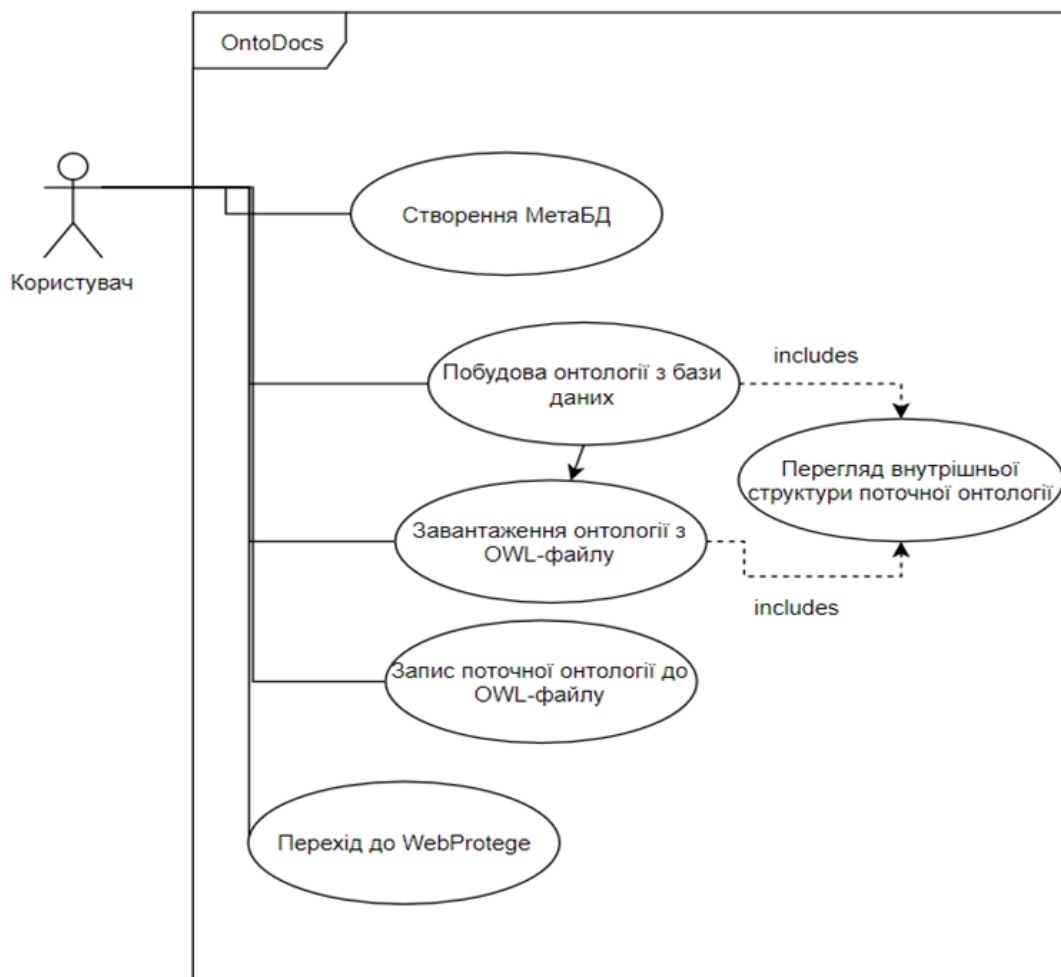 OntoDocs
Користувач
Створення МетаБД
Побудова онтології з бази
даних
includes
Перегляд внутрішньої
структури поточної онтології
Завантаження онтології з
OWL-файлу
includes
Запис поточної онтології до
OWL-файлу
Перехід до WebProtege